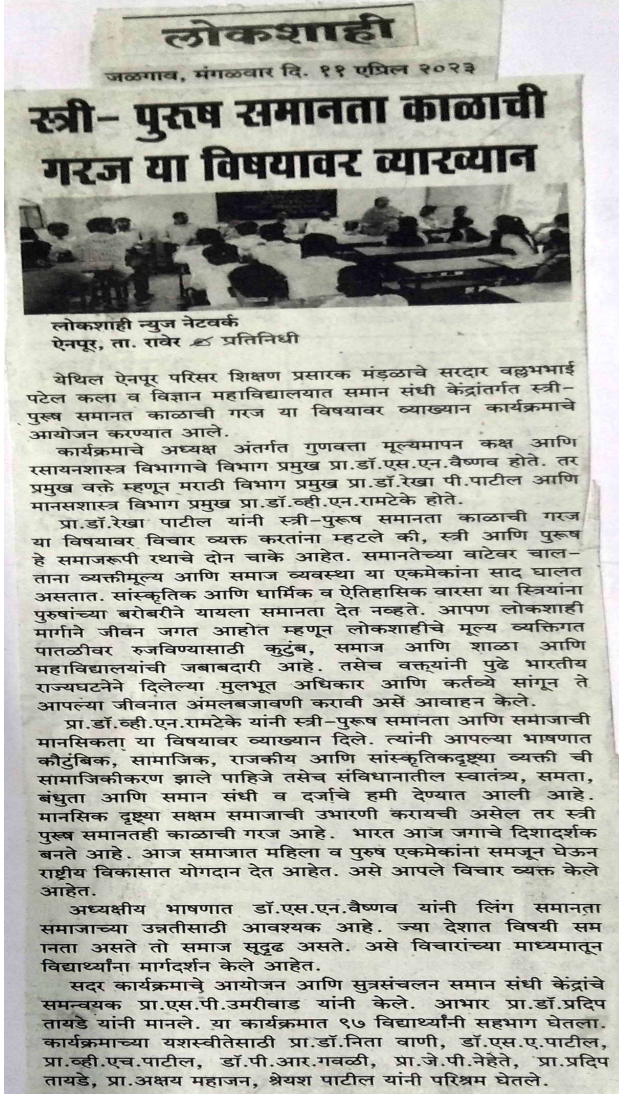 लोकशाही
जळगाव, मंगळवार दि. ११ एप्रिल २०२३
स्त्री- पुरूष समानता काळाची
गरज या विषयावर व्याख्यान
लोकशाही न्युज नेटवर्क
ऐनपूर, ता. रावेर ✍ प्रतिनिधी
येथिल ऐनपूर परिसर शिक्षण प्रसारक मंडळाचे सरदार वल्लभभाई
पटेल कला व विज्ञान महाविद्यालयात समान संधी केंद्रांतर्गत स्त्री-
पुरूष समानत काळाची गरज या विषयावर व्याख्यान कार्यक्रमाचे
आयोजन करण्यात आले.
कार्यक्रमाचे अध्यक्ष अंतर्गत गुणवत्ता मूल्यमापन कक्ष आणि
रसायनशास्त्र विभागाचे विभाग प्रमुख प्रा.डॉ.एस.एन.वैष्णव होते. तर
प्रमुख वक्ते म्हणून मराठी विभाग प्रमुख प्रा.डॉ.रेखा पी.पाटील आणि
मानसशास्त्र विभाग प्रमुख प्रा.डॉ.व्ही.एन.रामटेके होते.
प्रा.डॉ.रेखा पाटील यांनी स्त्री-पुरूष समानता काळाची गरज
या विषयावर विचार व्यक्त करतांना म्हटले की, स्त्री आणि पुरूष
हे समाजरूपी रथाचे दोन चाके आहेत. समानतेच्या वाटेवर चाल-
ताना व्यक्तीमूल्य आणि समाज व्यवस्था या एकमेकांना साद घालत
असतात. सांस्कृतिक आणि धार्मिक व ऐतिहासिक वारसा या स्त्रियांना
पुरुषांच्या बरोबरीने यायला समानता देत नव्हते. आपण लोकशाही
मार्गाने जीवन जगत आहोत म्हणून लोकशाहीचे मूल्य व्यक्तिगत
पातळीवर रुजविण्यासाठी कुटुंब, समाज आणि शाळा आणि
महाविद्यालयांची जबाबदारी आहे. तसेच वक्त्यांनी पुढे भारतीय
राज्यघटनेने दिलेल्या मुलभूत अधिकार आणि कर्तव्ये सांगून ते
आपल्या जीवनात अंमलबजावणी करावी असें आवाहन केले.
प्रा.डॉ.व्ही.एन.रामटेके यांनी स्त्री-पुरूष समानता आणि समाजाची
मानसिकता या विषयावर व्याख्यान दिले. त्यांनी आपल्या भाषणात
कौटुंबिक, सामाजिक, राजकीय आणि सांस्कृतिकदृष्ट्या व्यक्ती ची
सामाजिकीकरण झाले पाहिजे तसेच संविधानातील स्वातंत्र्य, समता,
बंधुता आणि समान संधी व दर्जाचे हमी देण्यात आली आहे.
मानसिक दृष्ट्या सक्षम समाजाची उभारणी करायची असेल तर स्त्री
पुरूष समानतही काळाची गरज आहे. भारत आज जगाचे दिशादर्शक
बनते आहे. आज समाजात महिला व पुरुष एकमेकांना समजून घेऊन
राष्ट्रीय विकासात योगदान देत आहेत. असे आपले विचार व्यक्त केले
आहेत.
अध्यक्षीय भाषणात डॉ.एस.एन.वैष्णव यांनी लिंग समानता
समाजाच्या उन्नतीसाठी आवश्यक आहे. ज्या देशात विषयी सम
ानता असते तो समाज सूदृढ असते. असे विचारांच्या माध्यमातून
विद्यार्थ्यांना मार्गदर्शन केले आहेत.
सदर कार्यक्रमाचे आयोजन आणि सुत्रसंचलन समान संधी केंद्रांचे
समन्वयक प्रा.एस.पी.उमरीवाड यांनी केले. आभार प्रा.डॉ.प्रदिप
तायडे यांनी मानले. या कार्यक्रमात ९७ विद्यार्थ्यांनी सहभाग घेतला.
कार्यक्रमाच्या यशस्वीतेसाठी प्रा.डॉ.निता वाणी, डॉ.एस.ए.पाटील,
प्रा.व्ही.एच.पाटील, डॉ.पी.आर.गवळी, प्रा.जे.पी.नेहेते, प्रा.प्रदिप
तायडे, प्रा.अक्षय महाजन, श्रेयश पाटील यांनी परिश्रम घेतले.